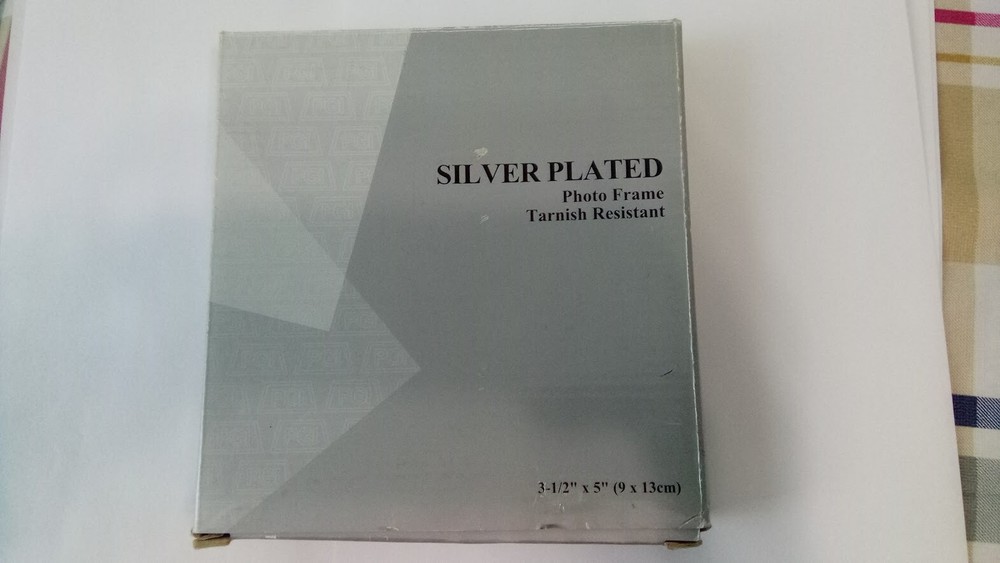 SILVER PLATED
Photo Frame
Tarnish Resistant
3-1/2" x 5" (9 x 13cm)